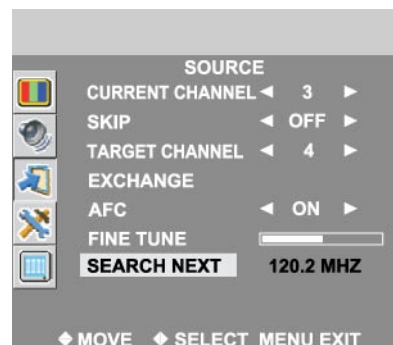 SOURCE
CURRENT CHANNEL ◀ 3 ▶
SKIP ◀ OFF ▶
TARGET CHANNEL ◀ 4 ▶
EXCHANGE
AFC ◀ ON ▶
FINE TUNE
SEARCH NEXT 120.2 MHZ
MOVE SELECT MENU EXIT